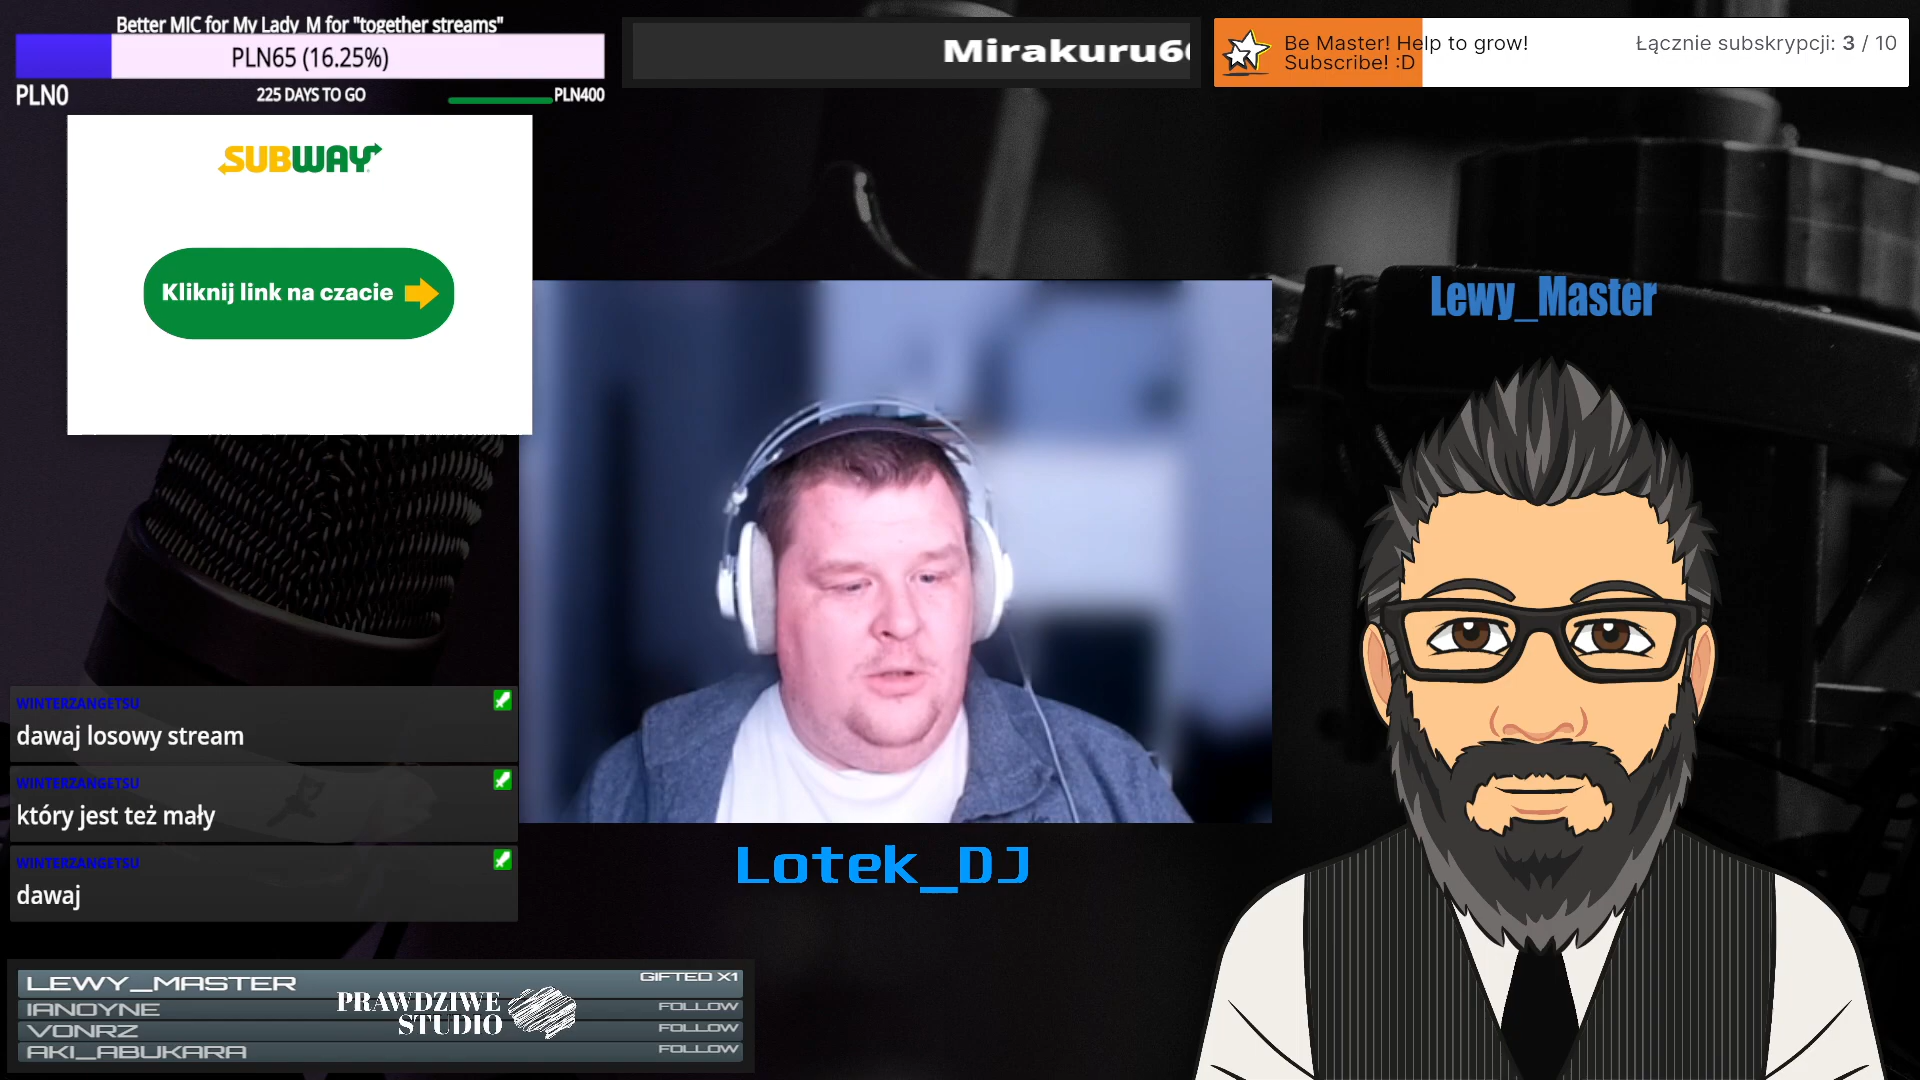 Better MIC for My Lady_M for "together streams"
PLN65 (16.25%)
PLN0
225 DAYS TO GO
PLN400
Mirakuru6
Be Master! Help to grow!
Subscribe! :D
Łącznie subskrypcji: 3 / 10
SUBWAY
Kliknij link na czacie
Lewy_Master
WINTERZANGETSU
dawaj losowy stream
WINTERZANGETSU
który jest też mały
WINTERZANGETSU
dawaj
Lotek_DJ
LEWY_MASTER GIFTED X1
IANOYNE FOLLOW
VONRZ FOLLOW
AKI_ABUKARA FOLLOW
PRAWDZIWE
STUDIO